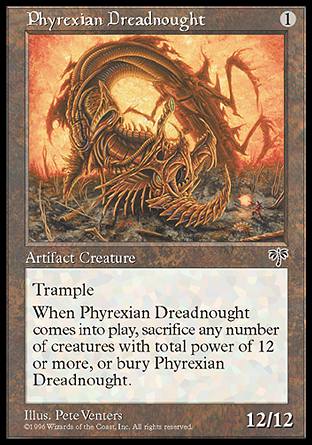 Phyrexian Dreadnought 1
Artifact Creature
Trample
When Phyrexian Dreadnought
comes into play, sacrifice any number
of creatures with total power of 12
or more, or bury Phyrexian
Dreadnought.
Illus. Pete Venters
©1996 Wizards of the Coast, Inc. All rights reserved.
12/12